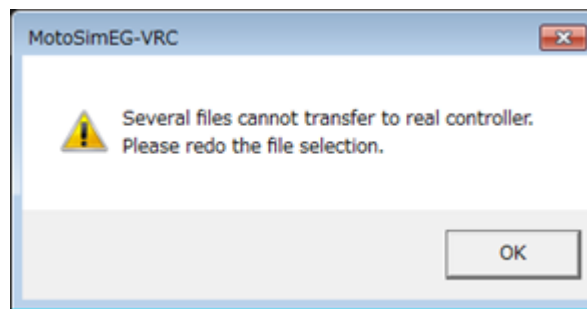 MotoSimEG-VRC
Several files cannot transfer to real controller.
Please redo the file selection.
OK